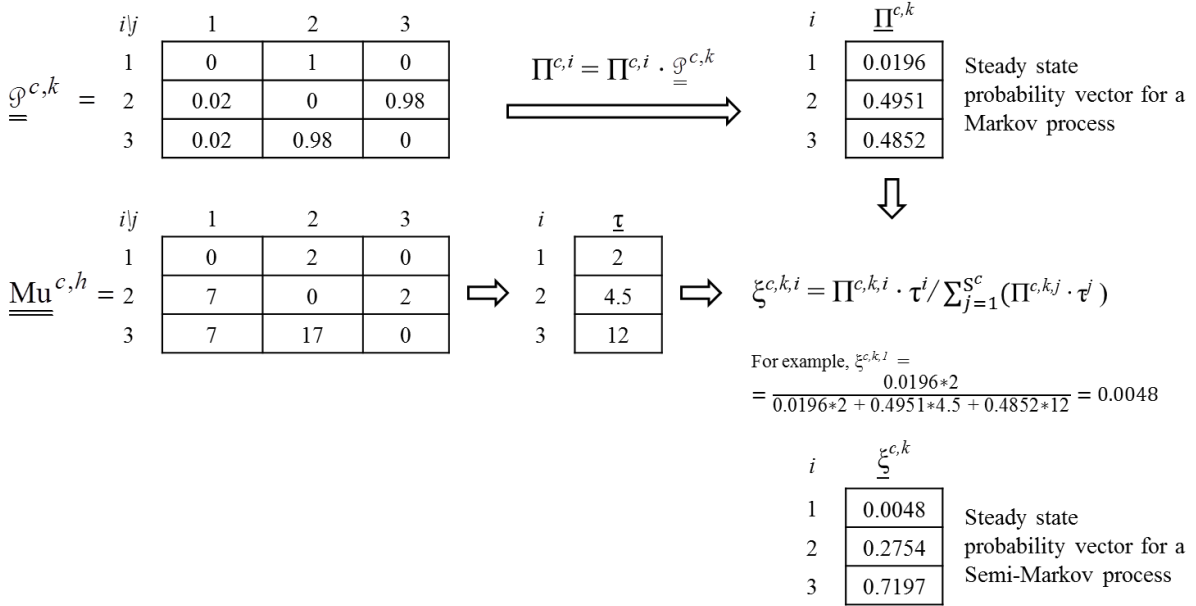 i\j 1 2 3
1 0 1 0
𝒫^{c,k} = 2 0.02 0 0.98
3 0.02 0.98 0
Π^{c,i} = Π^{c,i} · 𝒫^{c,k}
i Π^{c,k}
1 0.0196
2 0.4951
3 0.4852
Steady state
probability vector for a
Markov process
i\j 1 2 3
1 0 2 0
Mu^{c,h} = 2 7 0 2
3 7 17 0
i τ
1 2
2 4.5
3 12
ξ^{c,k,i} = Π^{c,k,i} · τ^i / ∑_{j=1}^{S^c} (Π^{c,k,j} · τ^j)
For example, ξ^{c,k,1} =
= 0.0196∗2 / 0.0196∗2 + 0.4951∗4.5 + 0.4852∗12 = 0.0048
i ξ^{c,k}
1 0.0048
2 0.2754
3 0.7197
Steady state
probability vector for a
Semi-Markov process